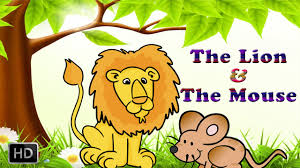 The Lion
&
The Mouse
HD